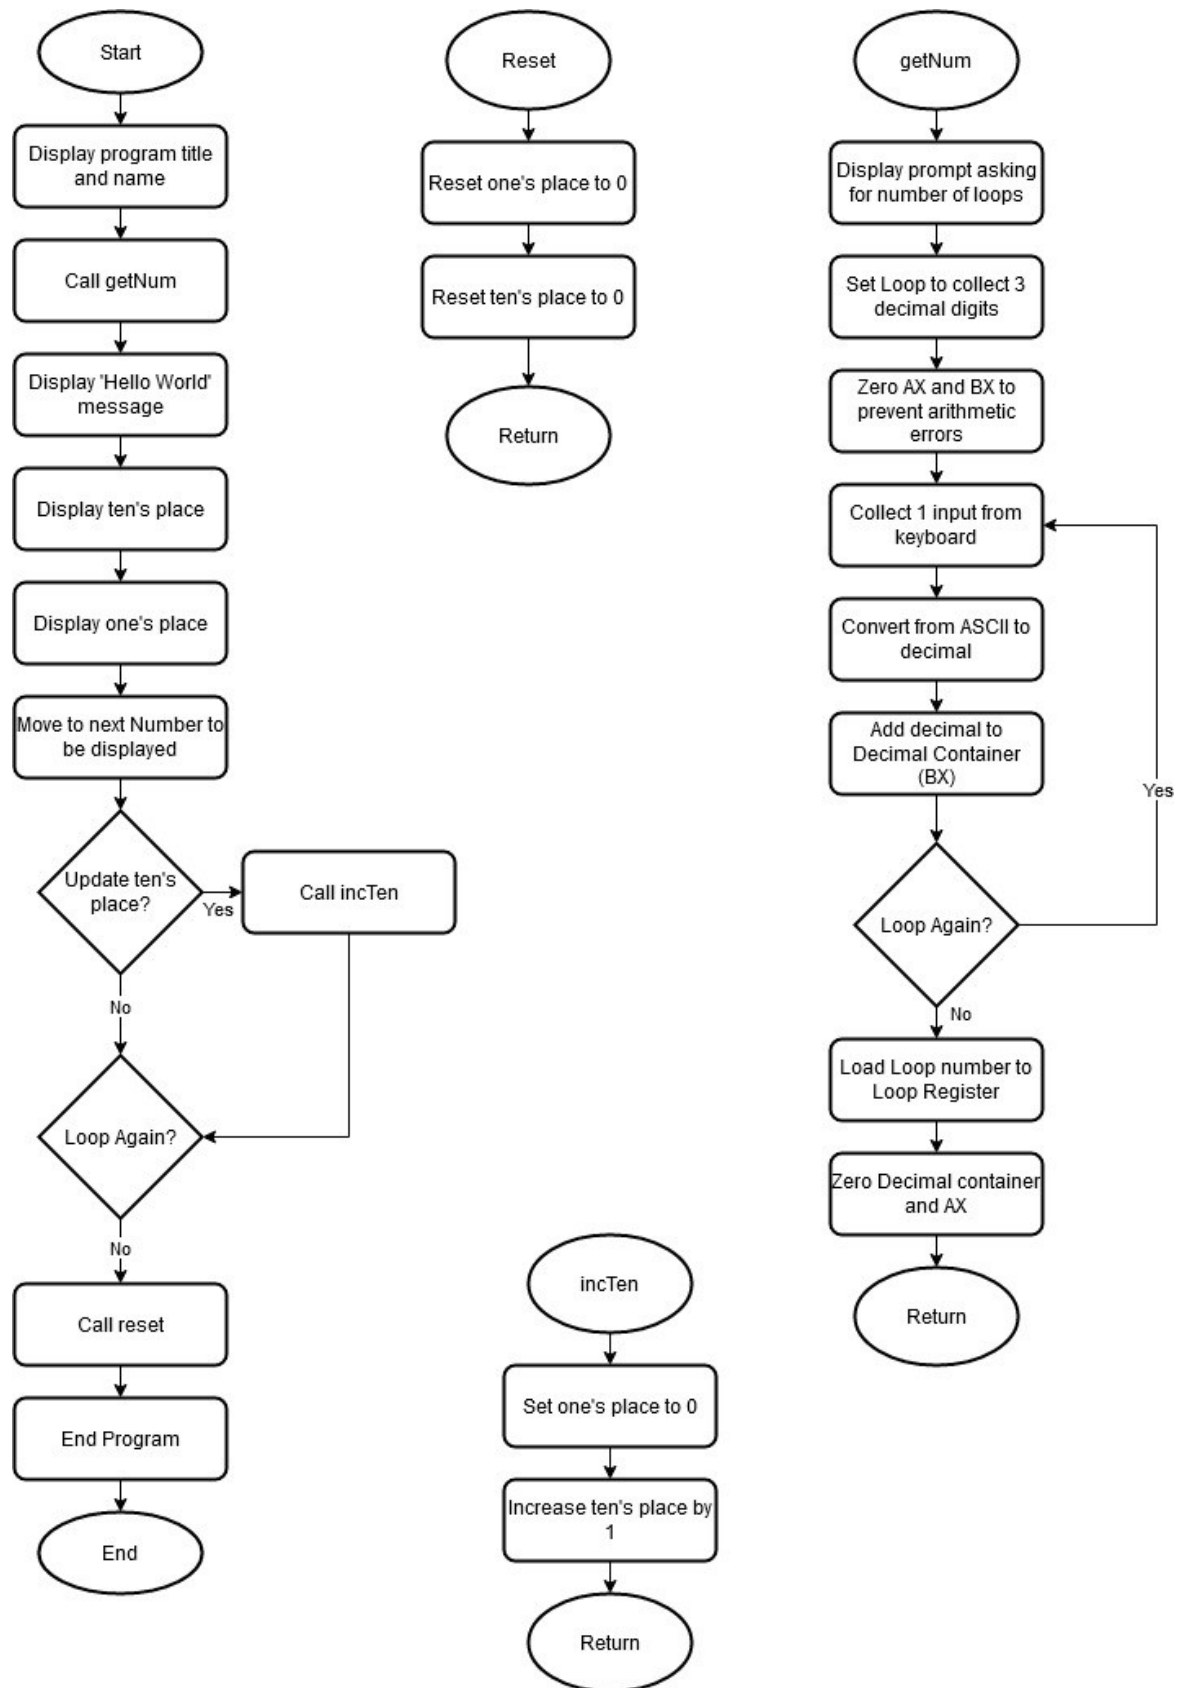 Start
Display program title
and name
Call getNum
Display 'Hello World'
message
Display ten's place
Display one's place
Move to next Number to
be displayed
Update ten's
place?
Yes
Call incTen
No
Loop Again?
No
Call reset
End Program
End
Reset
Reset one's place to 0
Reset ten's place to 0
Return
incTen
Set one's place to 0
Increase ten's place by
1
Return
getNum
Display prompt asking
for number of loops
Set Loop to collect 3
decimal digits
Zero AX and BX to
prevent arithmetic
errors
Collect 1 input from
keyboard
Convert from ASCII to
decimal
Add decimal to
Decimal Container
(BX)
Yes
Loop Again?
No
Load Loop number to
Loop Register
Zero Decimal container
and AX
Return